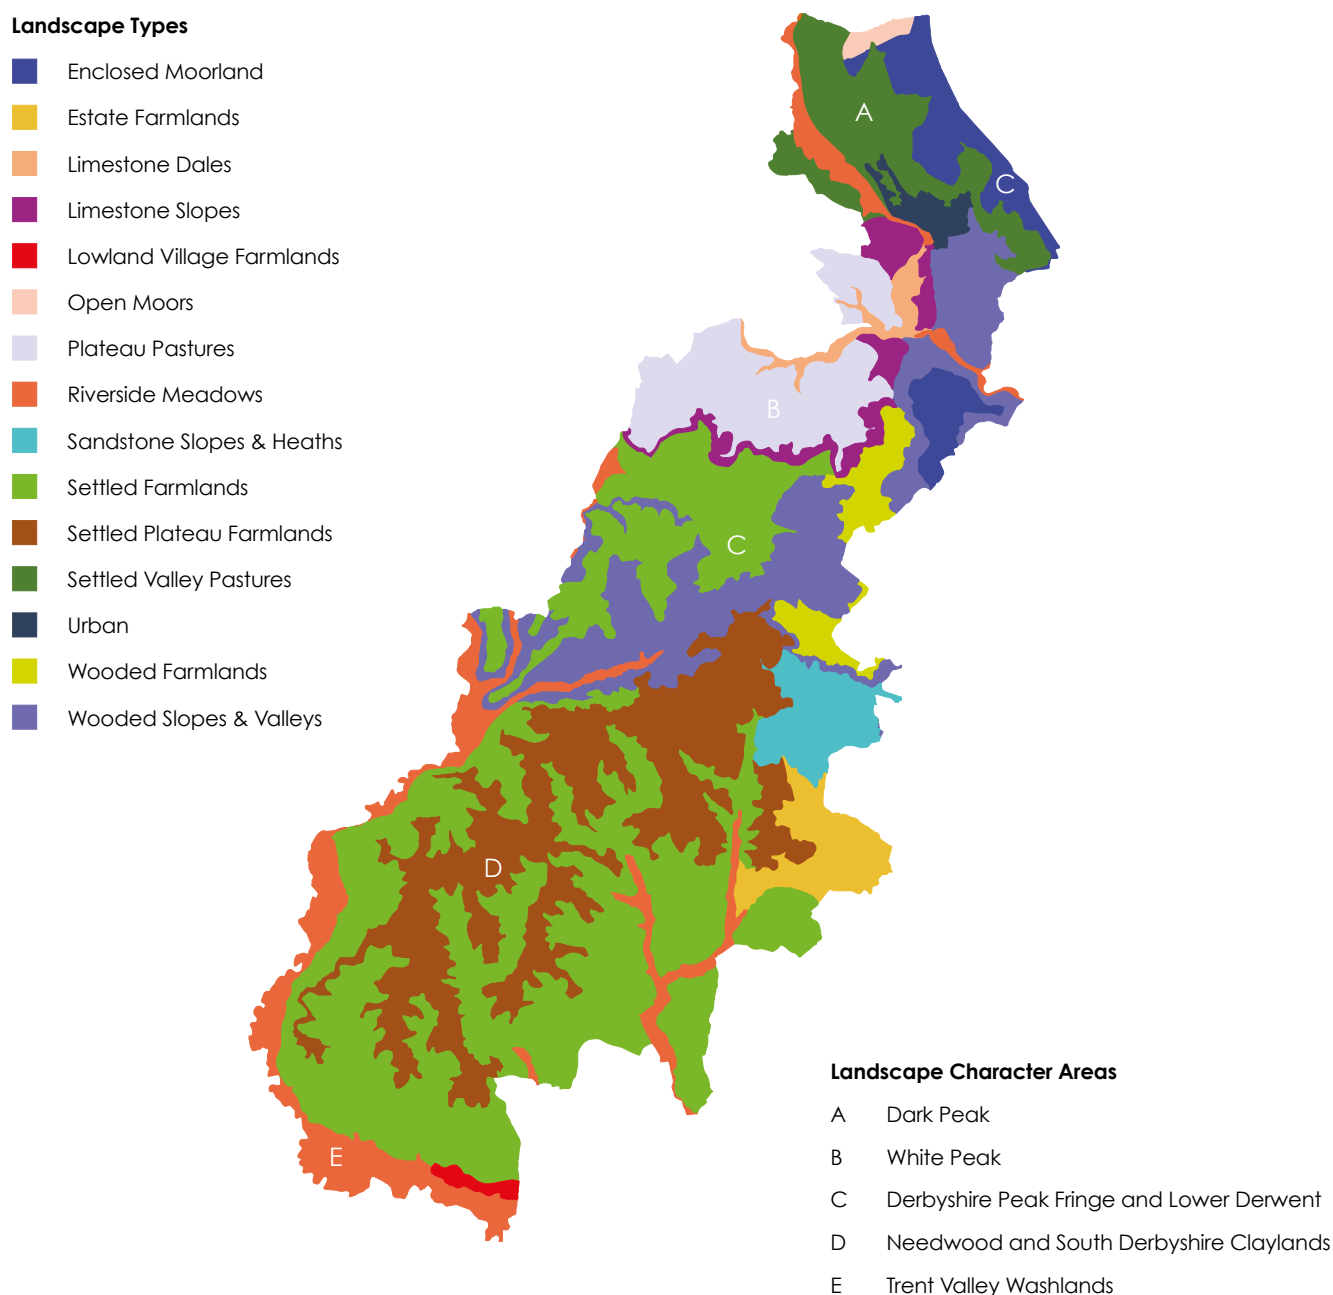 Landscape Types
Enclosed Moorland
Estate Farmlands
Limestone Dales
Limestone Slopes
Lowland Village Farmlands
Open Moors
Plateau Pastures
Riverside Meadows
Sandstone Slopes & Heaths
Settled Farmlands
Settled Plateau Farmlands
Settled Valley Pastures
Urban
Wooded Farmlands
Wooded Slopes & Valleys
A
C
B
C
D
E
Landscape Character Areas
A Dark Peak
B White Peak
C Derbyshire Peak Fringe and Lower Derwent
D Needwood and South Derbyshire Claylands
E Trent Valley Washlands